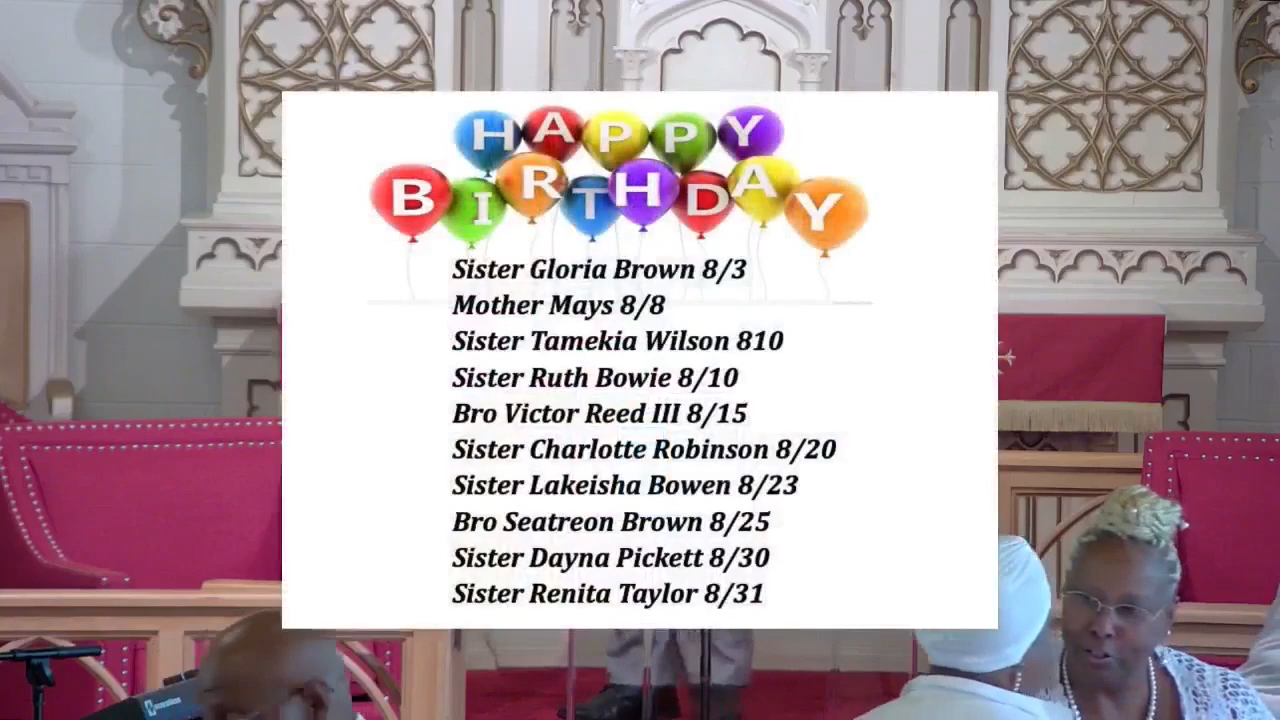 HAPPY
BIRTHDAY
Sister Gloria Brown 8/3
Mother Mays 8/8
Sister Tamekia Wilson 810
Sister Ruth Bowie 8/10
Bro Victor Reed III 8/15
Sister Charlotte Robinson 8/20
Sister Lakeisha Bowen 8/23
Bro Seatreon Brown 8/25
Sister Dayna Pickett 8/30
Sister Renita Taylor 8/31